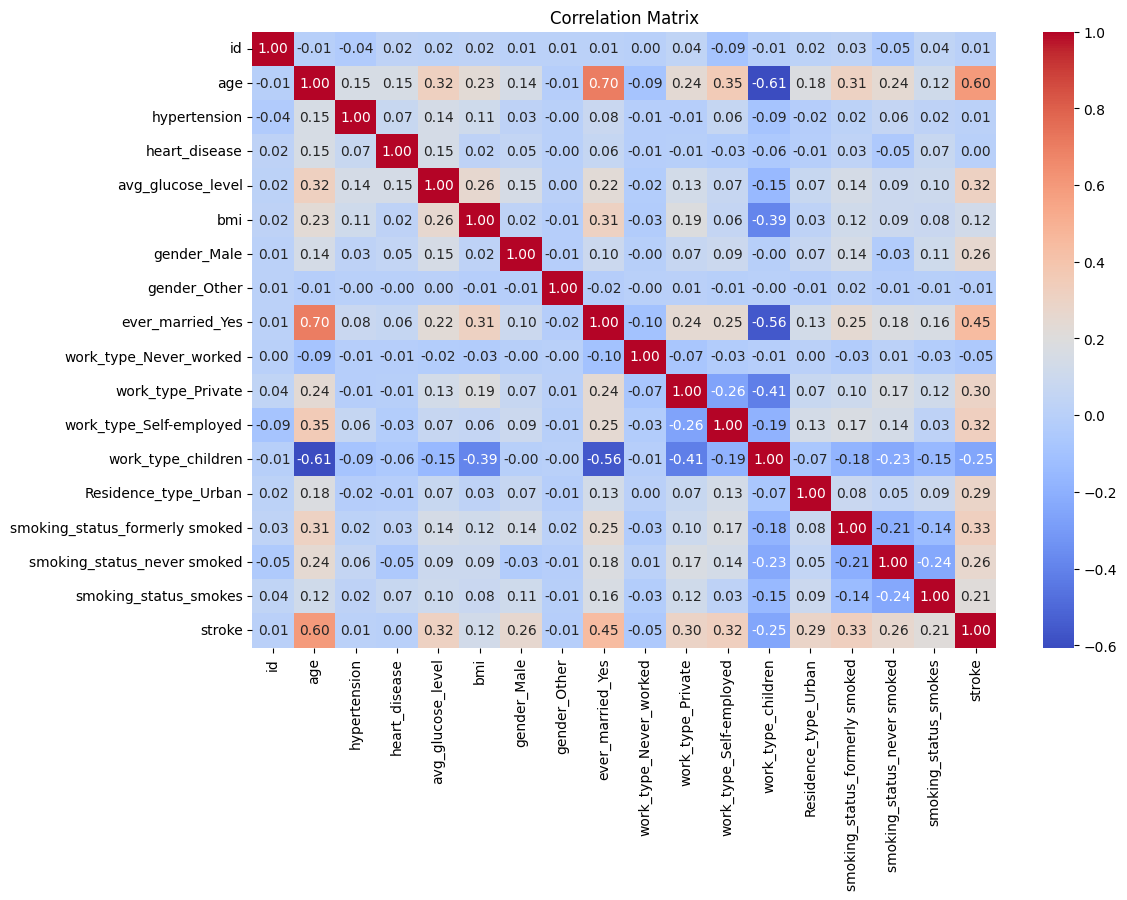 Correlation Matrix
id 1.00 -0.01 -0.04 0.02 0.02 0.02 0.01 0.01 0.01 0.00 0.04 -0.09 -0.01 0.02 0.03 -0.05 0.04 0.01
age -0.01 1.00 0.15 0.15 0.32 0.23 0.14 -0.01 0.70 -0.09 0.24 0.35 -0.61 0.18 0.31 0.24 0.12 0.60
hypertension -0.04 0.15 1.00 0.07 0.14 0.11 0.03 -0.00 0.08 -0.01 -0.01 0.06 -0.09 -0.02 0.02 0.06 0.02 0.01
heart_disease 0.02 0.15 0.07 1.00 0.15 0.02 0.05 -0.00 0.06 -0.01 -0.01 -0.03 -0.06 -0.01 0.03 -0.05 0.07 0.00
avg_glucose_level 0.02 0.32 0.14 0.15 1.00 0.26 0.15 0.00 0.22 -0.02 0.13 0.07 -0.15 0.07 0.14 0.09 0.10 0.32
bmi 0.02 0.23 0.11 0.02 0.26 1.00 0.02 -0.01 0.31 -0.03 0.19 0.06 -0.39 0.03 0.12 0.09 0.08 0.12
gender_Male 0.01 0.14 0.03 0.05 0.15 0.02 1.00 -0.01 0.10 -0.00 0.07 0.09 -0.00 0.07 0.14 -0.03 0.11 0.26
gender_Other 0.01 -0.01 -0.00 -0.00 0.00 -0.01 -0.01 1.00 -0.02 -0.00 0.01 -0.01 -0.00 -0.01 0.02 -0.01 -0.01 -0.01
ever_married_Yes 0.01 0.70 0.08 0.06 0.22 0.31 0.10 -0.02 1.00 -0.10 0.24 0.25 -0.56 0.13 0.25 0.18 0.16 0.45
work_type_Never_worked 0.00 -0.09 -0.01 -0.01 -0.02 -0.03 -0.00 -0.00 -0.10 1.00 -0.07 -0.03 -0.01 0.00 -0.03 0.01 -0.03 -0.05
work_type_Private 0.04 0.24 -0.01 -0.01 0.13 0.19 0.07 0.01 0.24 -0.07 1.00 -0.26 -0.41 0.07 0.10 0.17 0.12 0.30
work_type_Self-employed -0.09 0.35 0.06 -0.03 0.07 0.06 0.09 -0.01 0.25 -0.03 -0.26 1.00 -0.19 0.13 0.17 0.14 0.03 0.32
work_type_children -0.01 -0.61 -0.09 -0.06 -0.15 -0.39 -0.00 -0.00 -0.56 -0.01 -0.41 -0.19 1.00 -0.07 -0.18 -0.23 -0.15 -0.25
Residence_type_Urban 0.02 0.18 -0.02 -0.01 0.07 0.03 0.07 -0.01 0.13 0.00 0.07 0.13 -0.07 1.00 0.08 0.05 0.09 0.29
smoking_status_formerly smoked 0.03 0.31 0.02 0.03 0.14 0.12 0.14 0.02 0.25 -0.03 0.10 0.17 -0.18 0.08 1.00 -0.21 -0.14 0.33
smoking_status_never smoked -0.05 0.24 0.06 -0.05 0.09 0.09 -0.03 -0.01 0.18 0.01 0.17 0.14 -0.23 0.05 -0.21 1.00 -0.24 0.26
smoking_status_smokes 0.04 0.12 0.02 0.07 0.10 0.08 0.11 -0.01 0.16 -0.03 0.12 0.03 -0.15 0.09 -0.14 -0.24 1.00 0.21
stroke 0.01 0.60 0.01 0.00 0.32 0.12 0.26 -0.01 0.45 -0.05 0.30 0.32 -0.25 0.29 0.33 0.26 0.21 1.00
id
age
hypertension
heart_disease
avg_glucose_level
bmi
gender_Male
gender_Other
ever_married_Yes
work_type_Never_worked
work_type_Private
work_type_Self-employed
work_type_children
Residence_type_Urban
smoking_status_formerly smoked
smoking_status_never smoked
smoking_status_smokes
stroke
1.0
0.8
0.6
0.4
0.2
0.0
−0.2
−0.4
−0.6